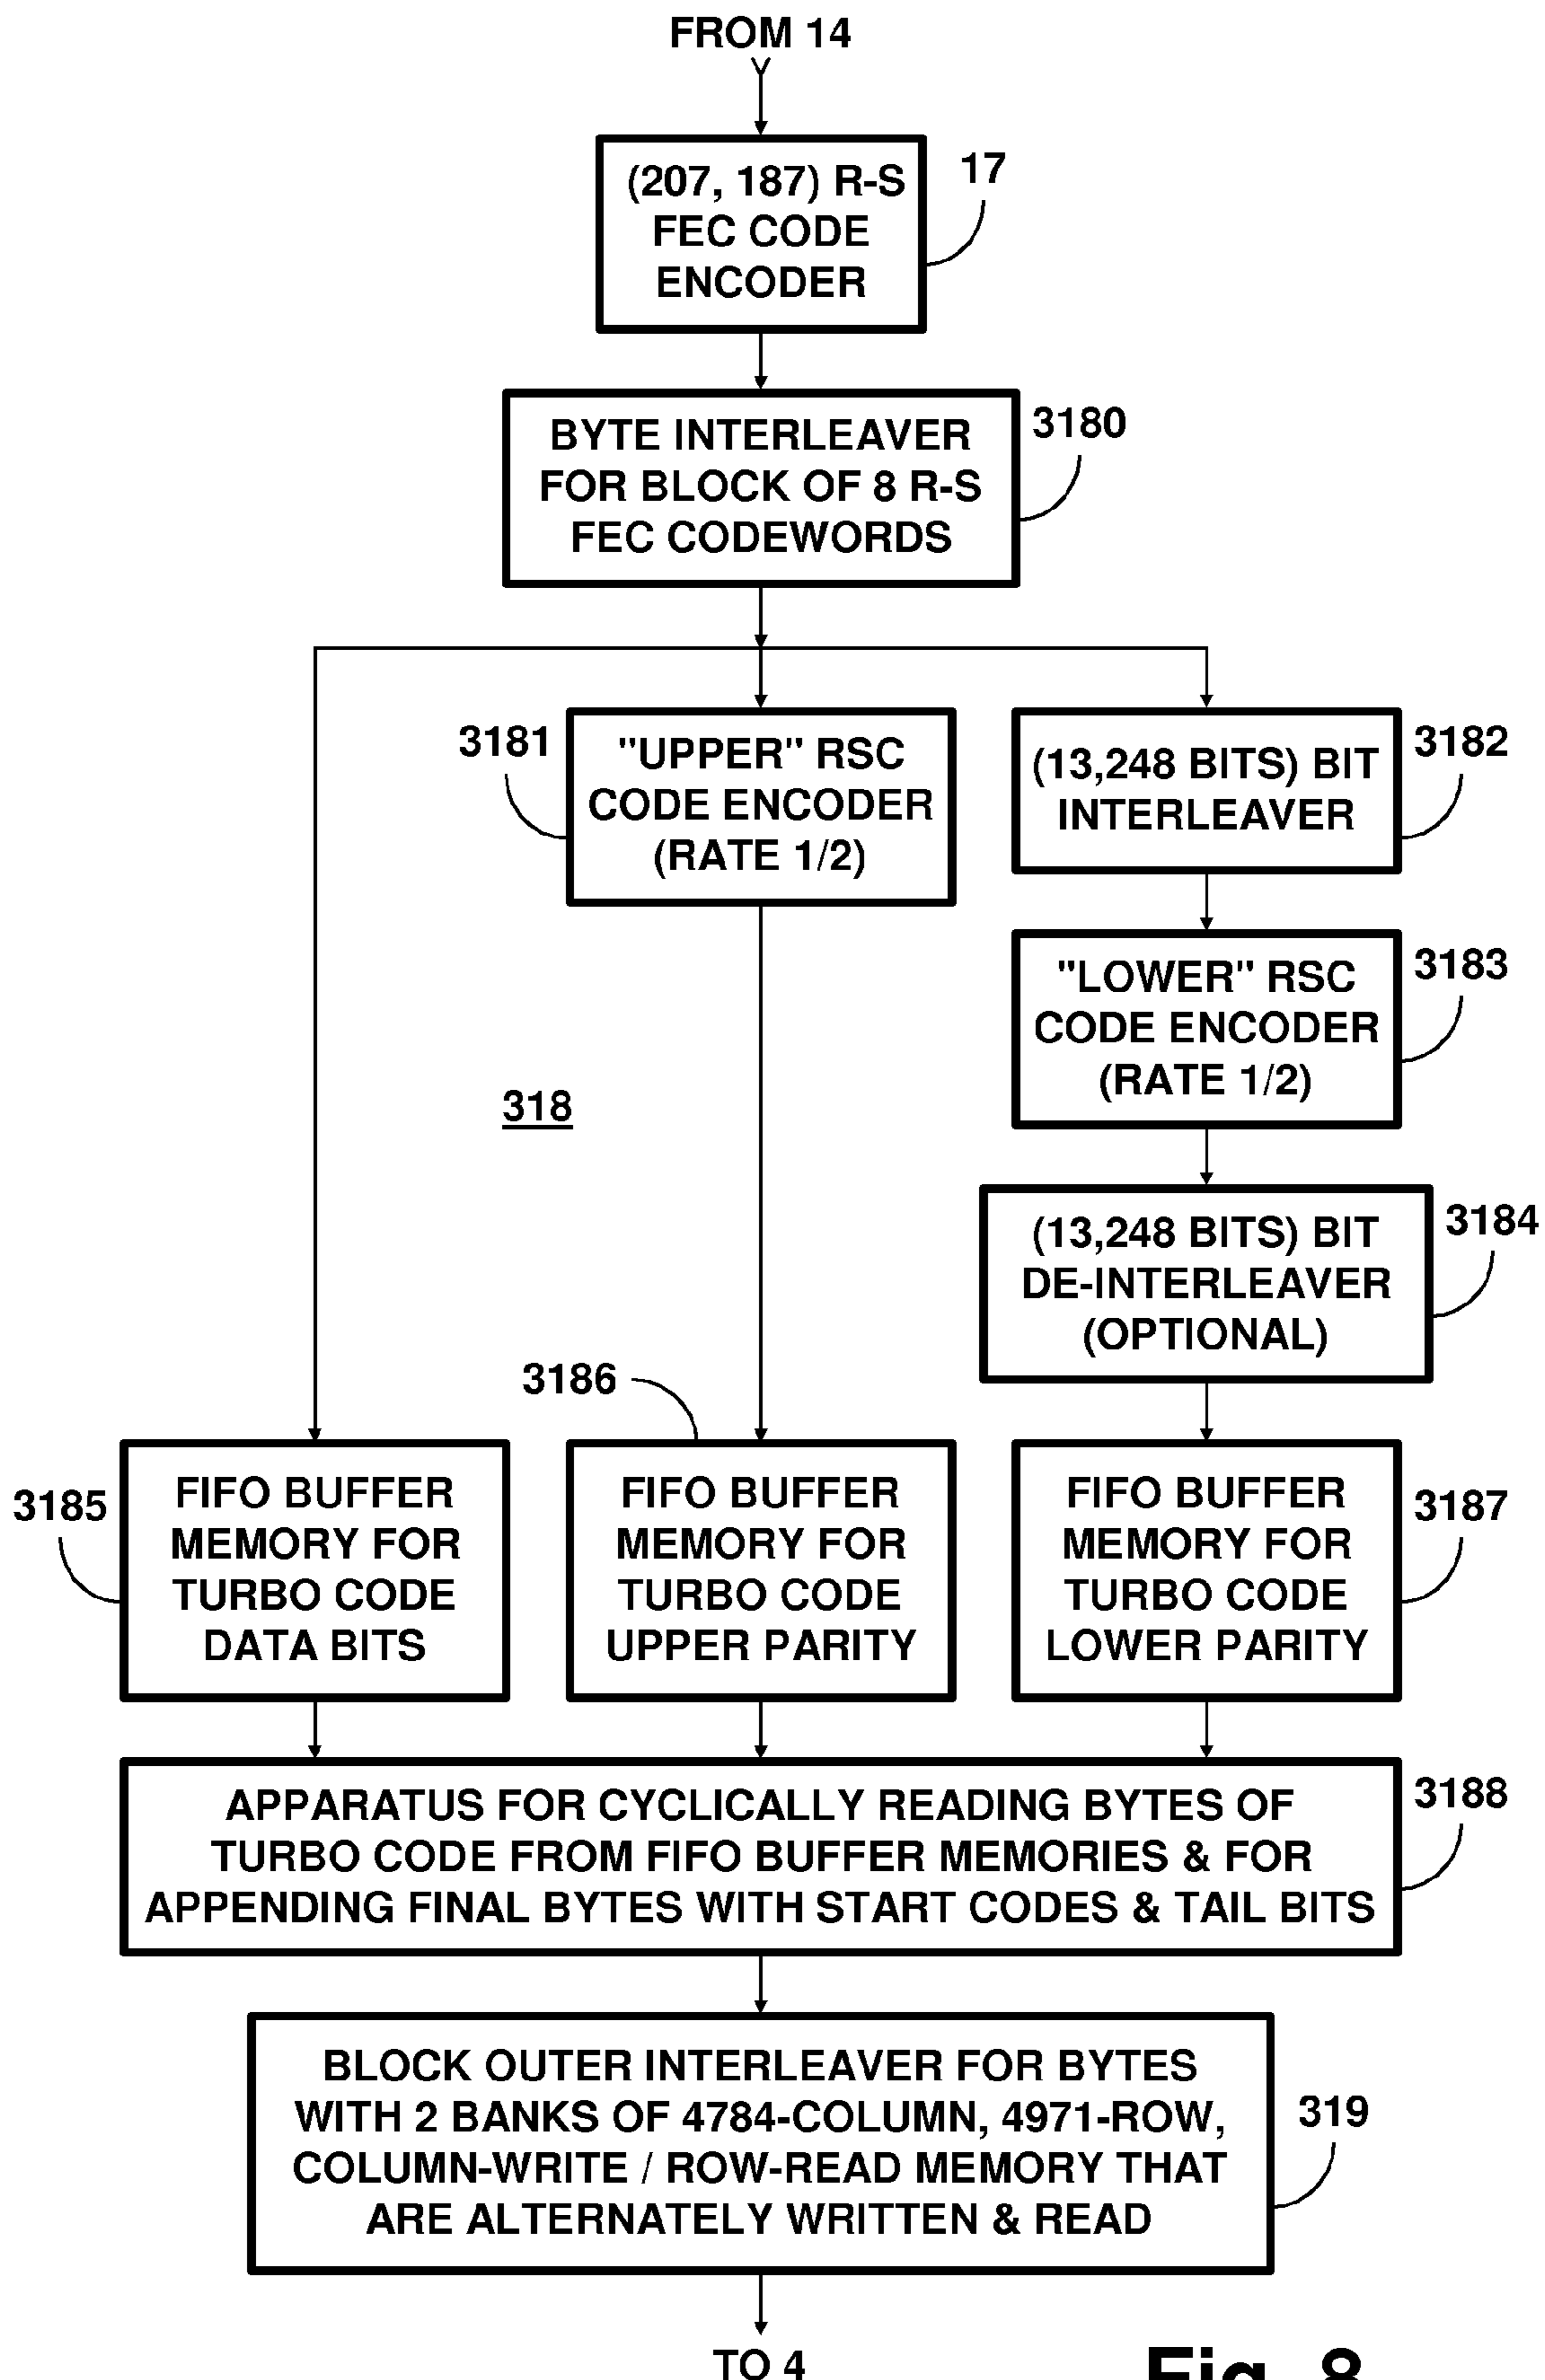 FROM 14
(207, 187) R-S
FEC CODE
ENCODER
17
BYTE INTERLEAVER
FOR BLOCK OF 8 R-S
FEC CODEWORDS
3180
3181
"UPPER" RSC
CODE ENCODER
(RATE 1/2)
(13,248 BITS) BIT
INTERLEAVER
3182
"LOWER" RSC
CODE ENCODER
(RATE 1/2)
3183
318
(13,248 BITS) BIT
DE-INTERLEAVER
(OPTIONAL)
3184
3186
3185
FIFO BUFFER
MEMORY FOR
TURBO CODE
DATA BITS
FIFO BUFFER
MEMORY FOR
TURBO CODE
UPPER PARITY
FIFO BUFFER
MEMORY FOR
TURBO CODE
LOWER PARITY
3187
APPARATUS FOR CYCLICALLY READING BYTES OF
TURBO CODE FROM FIFO BUFFER MEMORIES & FOR
APPENDING FINAL BYTES WITH START CODES & TAIL BITS
3188
BLOCK OUTER INTERLEAVER FOR BYTES
WITH 2 BANKS OF 4784-COLUMN, 4971-ROW,
COLUMN-WRITE / ROW-READ MEMORY THAT
ARE ALTERNATELY WRITTEN & READ
319
TO 4
Fig. 8